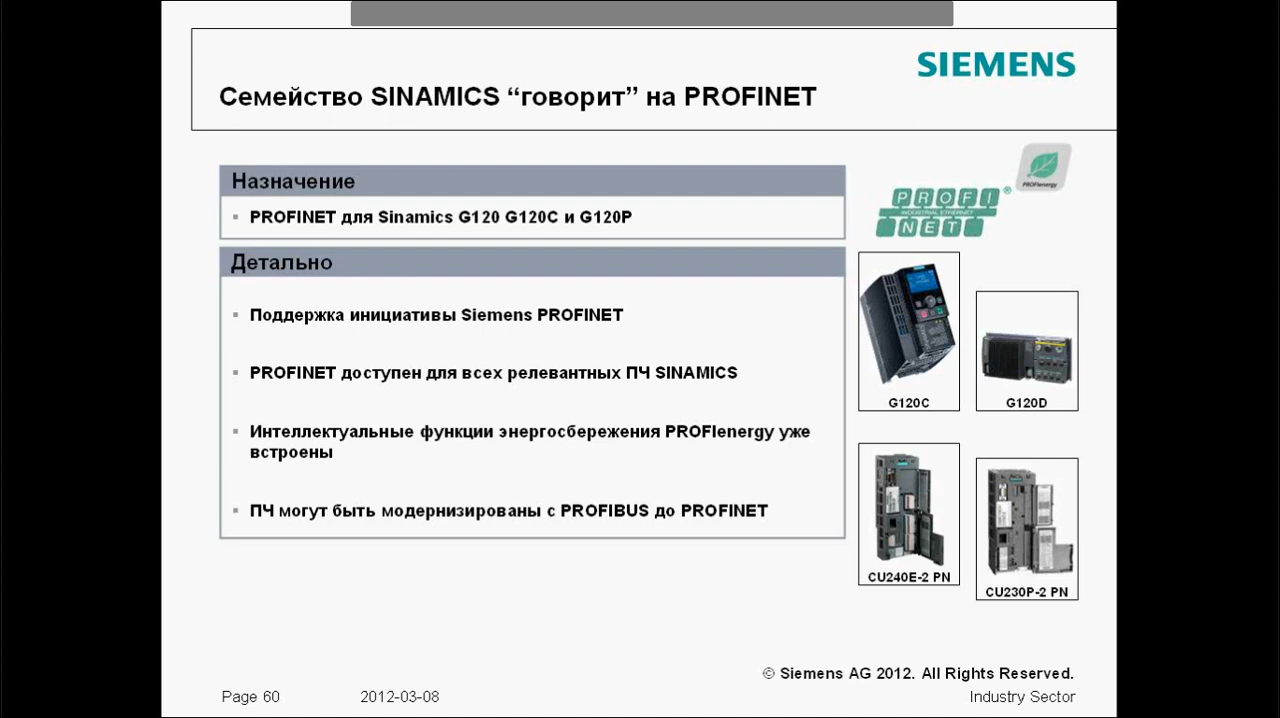 SIEMENS
Семейство SINAMICS “говорит” на PROFINET
Назначение
PROFINET для Sinamics G120 G120C и G120P
Детально
Поддержка инициативы Siemens PROFINET
PROFINET доступен для всех релевантных ПЧ SINAMICS
Интеллектуальные функции энергосбережения PROFIenergy уже
встроены
ПЧ могут быть модернизированы с PROFIBUS до PROFINET
PROFIenergy
PROFI®
INDUSTRIAL ETHERNET
NET
G120C
G120D
CU240E-2 PN
CU230P-2 PN
© Siemens AG 2012. All Rights Reserved.
Page 60
2012-03-08
Industry Sector